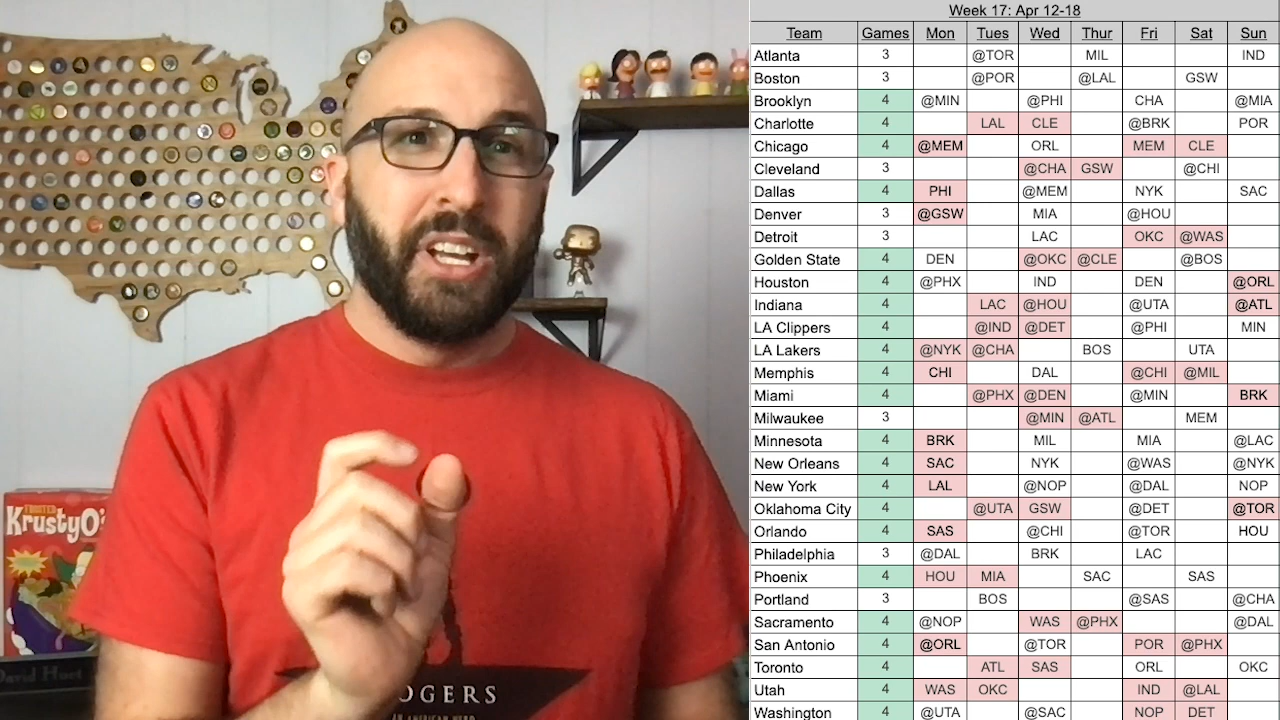 Week 17: Apr 12-18
Team Games Mon Tues Wed Thur Fri Sat Sun
Atlanta 3 @TOR MIL IND
Boston 3 @POR @LAL GSW
Brooklyn 4 @MIN @PHI CHA @MIA
Charlotte 4 LAL CLE @BRK POR
Chicago 4 @MEM ORL MEM CLE
Cleveland 3 @CHA GSW @CHI
Dallas 4 PHI @MEM NYK SAC
Denver 3 @GSW MIA @HOU
Detroit 3 LAC OKC @WAS
Golden State 4 DEN @OKC @CLE @BOS
Houston 4 @PHX IND DEN @ORL
Indiana 4 LAC @HOU @UTA @ATL
LA Clippers 4 @IND @DET @PHI MIN
LA Lakers 4 @NYK @CHA BOS UTA
Memphis 4 CHI DAL @CHI @MIL
Miami 4 @PHX @DEN @MIN BRK
Milwaukee 3 @MIN @ATL MEM
Minnesota 4 BRK MIL MIA @LAC
New Orleans 4 SAC NYK @WAS @NYK
New York 4 LAL @NOP @DAL NOP
Oklahoma City 4 @UTA GSW @DET @TOR
Orlando 4 SAS @CHI @TOR HOU
Philadelphia 3 @DAL BRK LAC
Phoenix 4 HOU MIA SAC SAS
Portland 3 BOS @SAS @CHA
Sacramento 4 @NOP WAS @PHX @DAL
San Antonio 4 @ORL @TOR POR @PHX
Toronto 4 ATL SAS ORL OKC
Utah 4 WAS OKC IND @LAL
Washington 4 @UTA @SAC NOP DET
KrustyO's
David Huet
OGERS
AN AMERICAN HERO